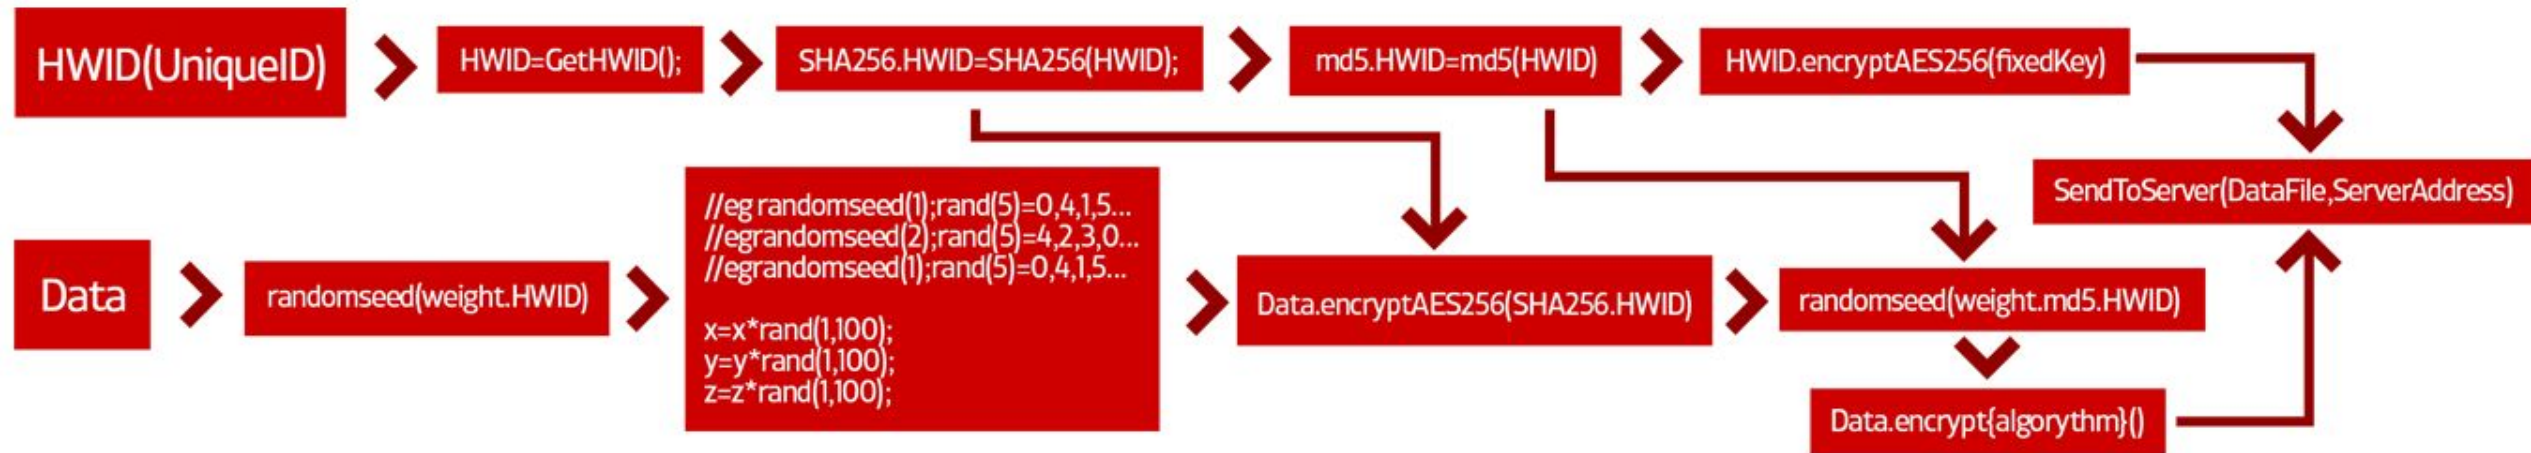 HWID(UniqueID)
HWID=GetHWID();
SHA256.HWID=SHA256(HWID);
md5.HWID=md5(HWID)
HWID.encryptAES256(fixedKey)
SendToServer(DataFile,ServerAddress)
Data
randomseed(weight.HWID)
//eg randomseed(1);rand(5)=0,4,1,5...
//egrandomseed(2);rand(5)=4,2,3,0...
//egrandomseed(1);rand(5)=0,4,1,5...
x=x*rand(1,100);
y=y*rand(1,100);
z=z*rand(1,100);
Data.encryptAES256(SHA256.HWID)
randomseed(weight.md5.HWID)
Data.encrypt{algorythm}()